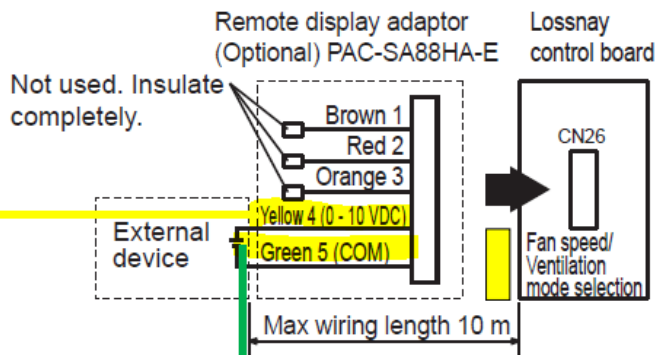 Remote display adaptor
(Optional) PAC-SA88HA-E
Lossnay
control board
Not used. Insulate
completely.
Brown 1
Red 2
Orange 3
Yellow 4 (0 - 10 VDC)
Green 5 (COM)
External
device
CN26
Fan speed/
Ventilation
mode selection
Max wiring length 10 m